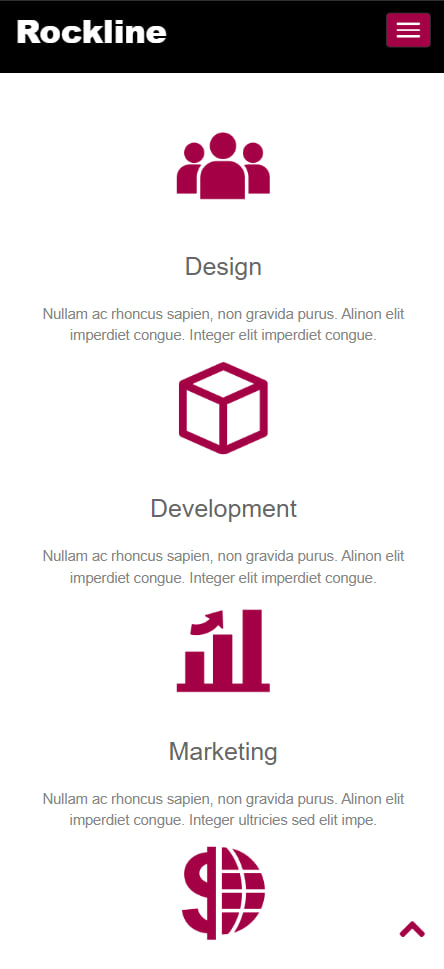 Rockline
Design
Nullam ac rhoncus sapien, non gravida purus. Alinon elit
imperdiet congue. Integer elit imperdiet congue.
Development
Nullam ac rhoncus sapien, non gravida purus. Alinon elit
imperdiet congue. Integer elit imperdiet congue.
Marketing
Nullam ac rhoncus sapien, non gravida purus. Alinon elit
imperdiet congue. Integer ultricies sed elit impe.